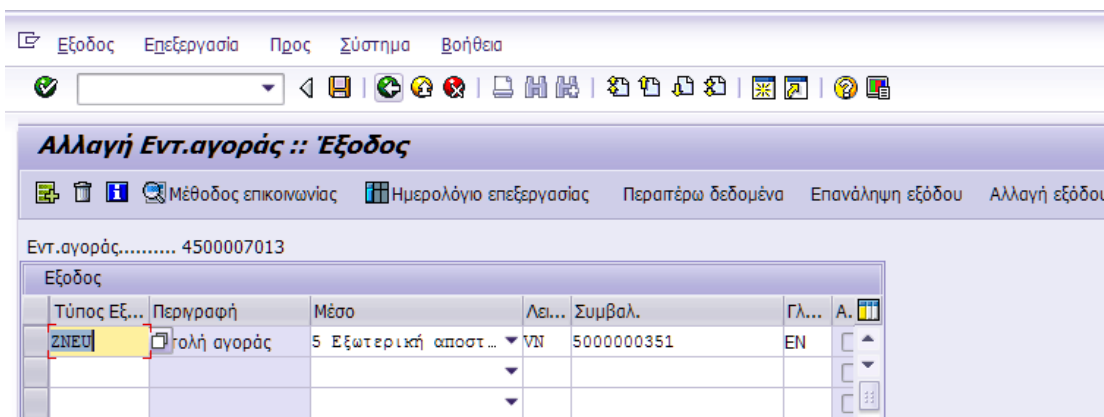 Εξοδος Επεξεργασία Προς Σύστημα Βοήθεια
Αλλαγή Εντ.αγοράς :: Έξοδος
Μέθοδος επικοινωνίας Ημερολόγιο επεξεργασίας Περαιτέρω δεδομένα Επανάληψη εξόδου Αλλαγή εξόδου
Εντ.αγοράς.......... 4500007013
Εξοδος
Τύπος Εξ... Περιγραφή Μέσο Λει... Συμβαλ. Γλ... Α.
ZNEU τολή αγοράς 5 Εξωτερική αποστ... VN 5000000351 EN